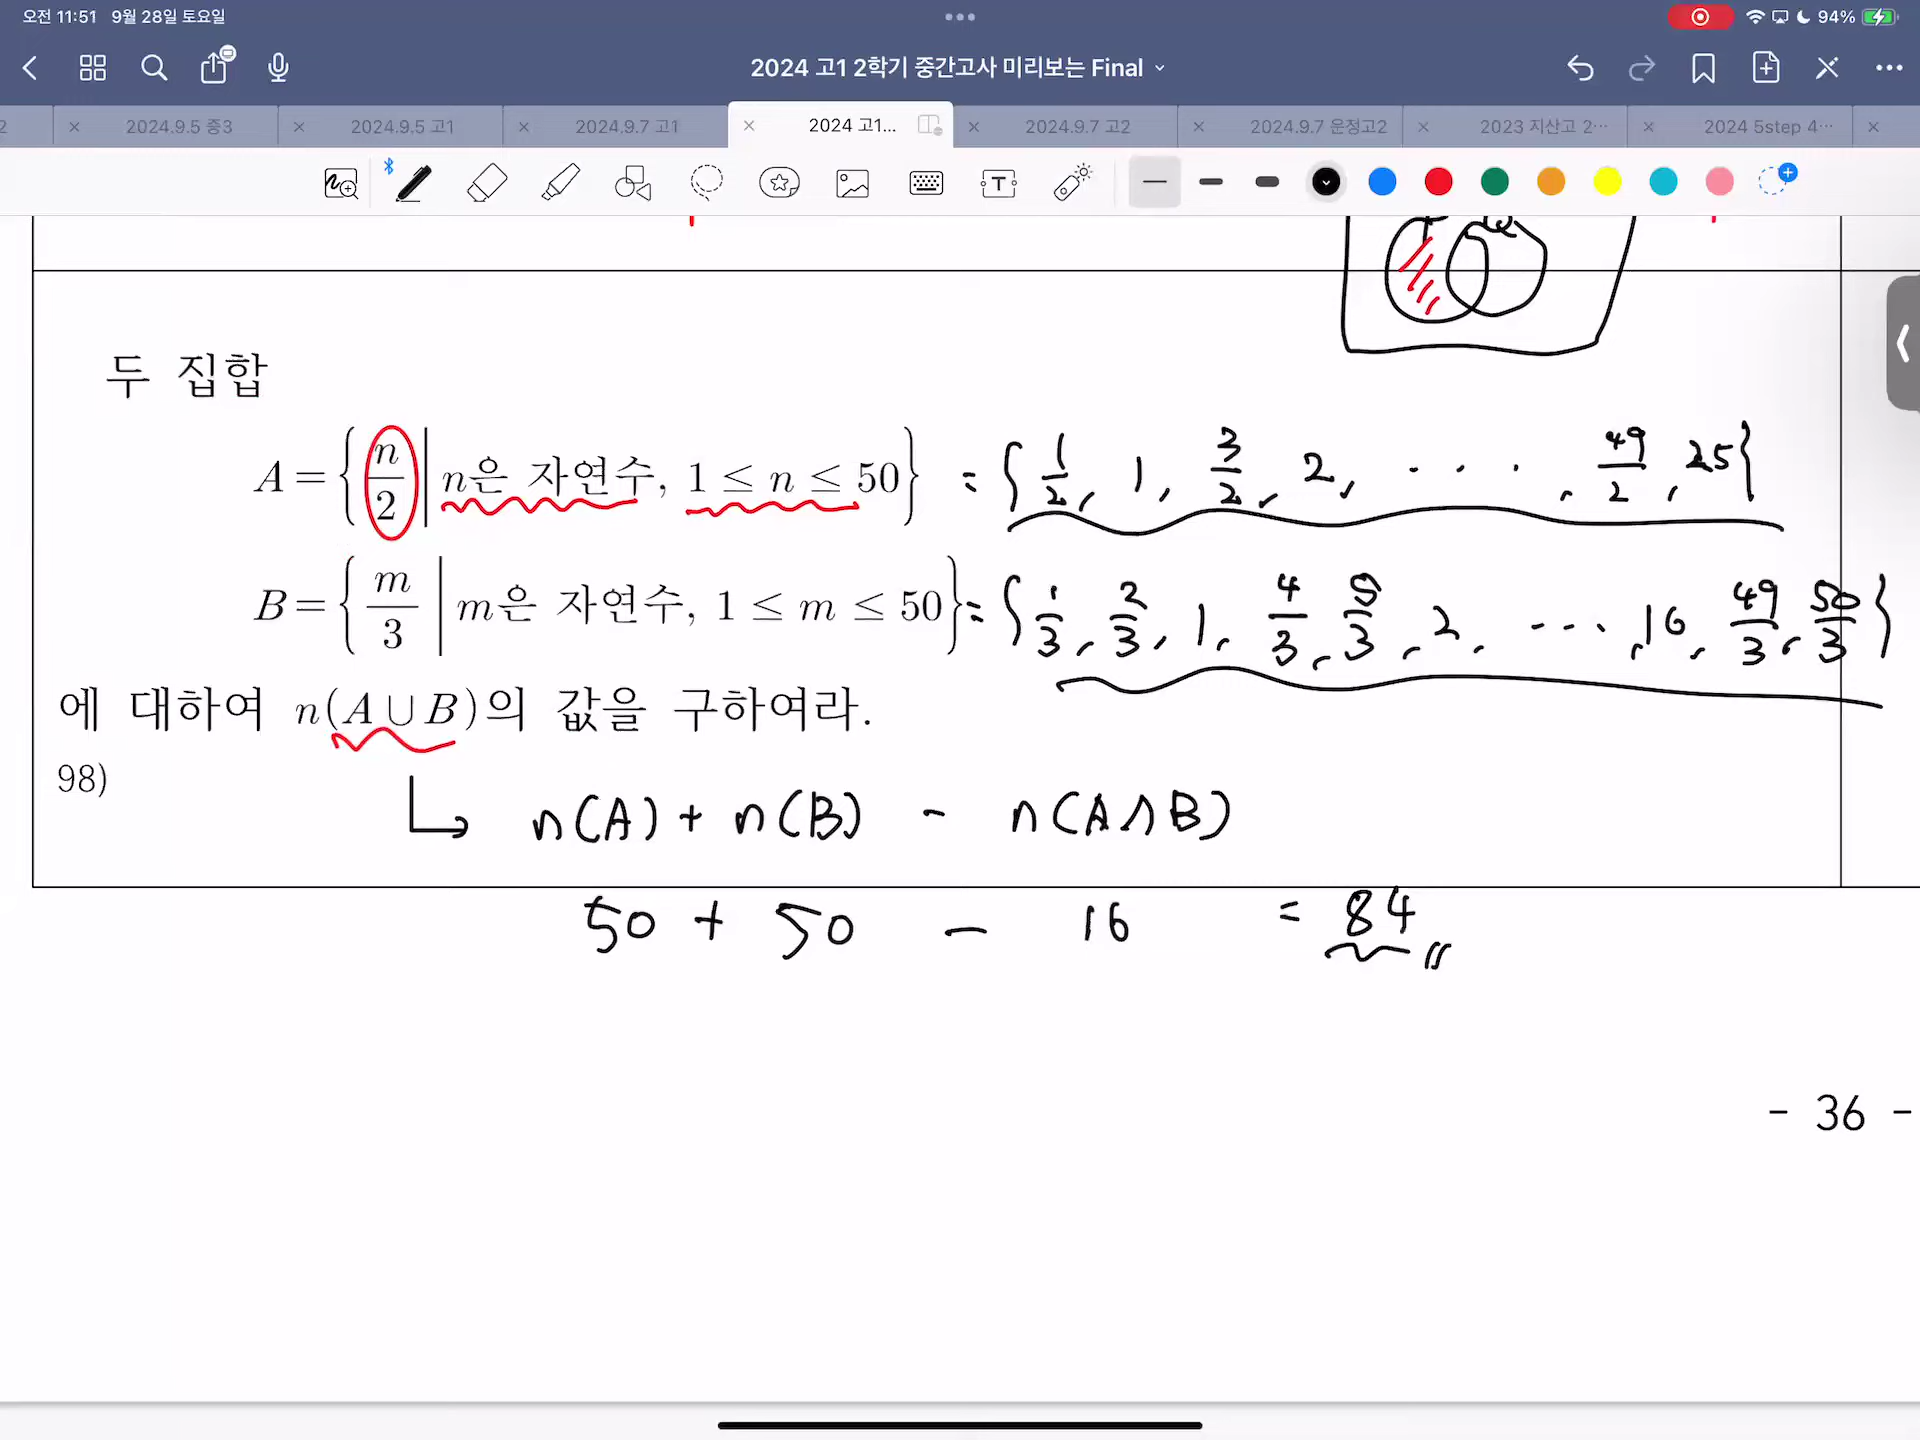 오전 11:51 9월 28일 토요일 94%
2024 고1 2학기 중간고사 미리보는 Final
2 2024.9.5 중3 2024.9.5 고1 2024.9.7 고1 2024 고1... 2024.9.7 고2 2024.9.7 운정고2 2023 지산고 2··· 2024 5step 4···
두 집합
A={n/2 | n은 자연수, 1≤n≤50} = {1/2, 1, 3/2, 2, · · · , 49/2, 25}
B={m/3 | m은 자연수, 1≤m≤50} = {1/3, 2/3, 1, 4/3, 5/3, 2, ···, 16, 49/3, 50/3}
에 대하여 n(A∪B)의 값을 구하여라.
98)
n(A) + n(B) - n(A∩B)
50 + 50 - 16 = 84
- 36 -